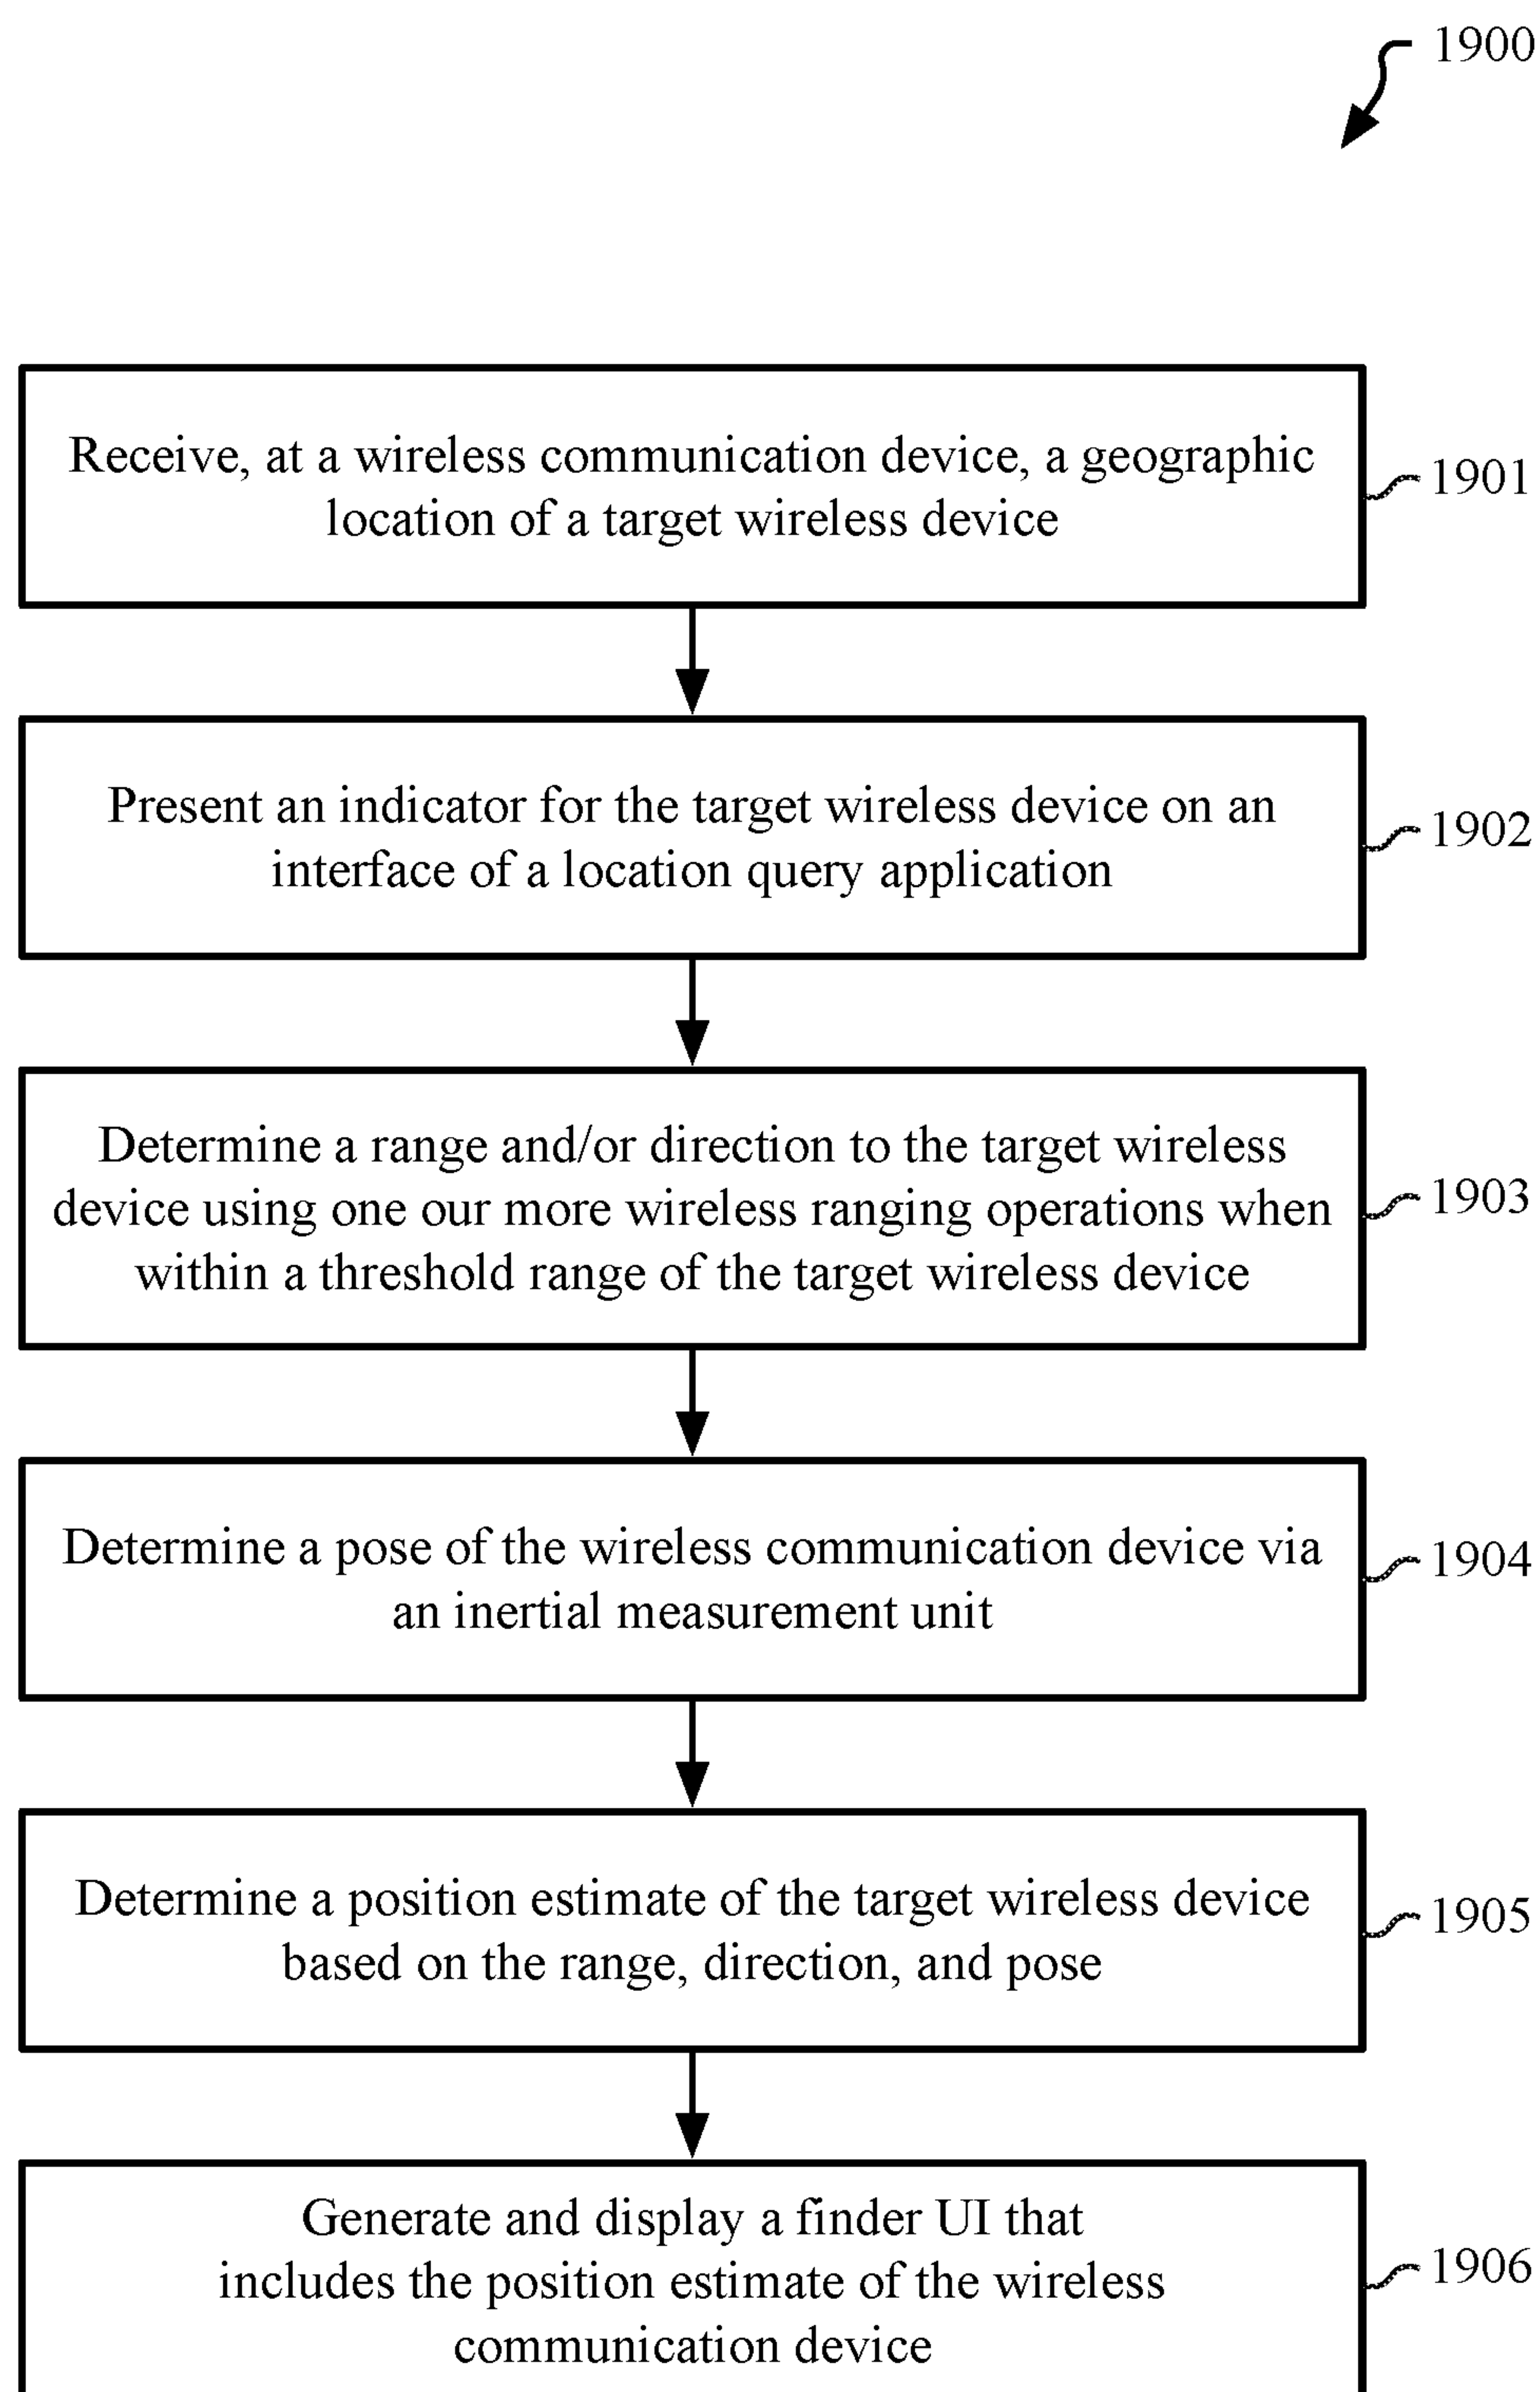 1900
Receive, at a wireless communication device, a geographic
location of a target wireless device
1901
Present an indicator for the target wireless device on an
interface of a location query application
1902
Determine a range and/or direction to the target wireless
device using one our more wireless ranging operations when
within a threshold range of the target wireless device
1903
Determine a pose of the wireless communication device via
an inertial measurement unit
1904
Determine a position estimate of the target wireless device
based on the range, direction, and pose
1905
Generate and display a finder UI that
includes the position estimate of the wireless
communication device
1906